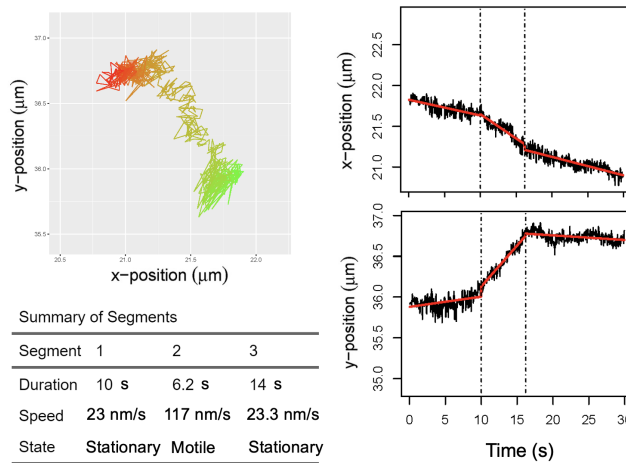 37.0
36.5
36.0
35.5
y-position (μm)
20.5 21.0 21.5 22.0
x-position (μm)
22.5
22.0
21.5
21.0
x-position (μm)
37.0
36.5
36.0
35.5
35.0
y-position (μm)
0 5 10 15 20 25 30
Time (s)
Summary of Segments
Segment 1 2 3
Duration 10 s 6.2 s 14 s
Speed 23 nm/s 117 nm/s 23.3 nm/s
State Stationary Motile Stationary